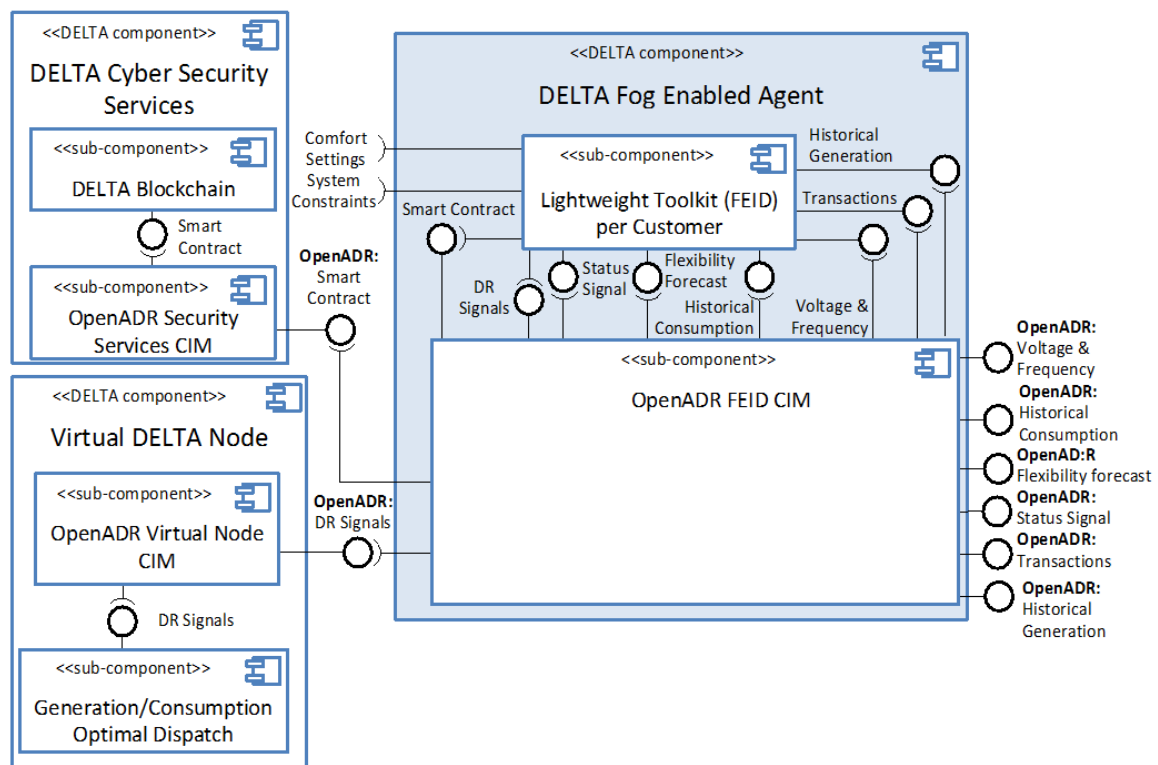 <<DELTA component>>
DELTA Cyber Security
Services
<<sub-component>>
DELTA Blockchain
Smart
Contract
<<sub-component>>
OpenADR Security
Services CIM
<<DELTA component>>
Virtual DELTA Node
<<sub-component>>
OpenADR Virtual Node
CIM
DR Signals
<<sub-component>>
Generation/Consumption
Optimal Dispatch
OpenADR:
Smart
Contract
OpenADR:
DR Signals
<<DELTA component>>
DELTA Fog Enabled Agent
Comfort
Settings
System
Constraints
<<sub-component>>
Lightweight Toolkit (FEID)
per Customer
Historical
Generation
Transactions
Smart Contract
DR
Signals
Status
Signal
Flexibility
Forecast
Historical
Consumption
Voltage &
Frequency
<<sub-component>>
OpenADR FEID CIM
OpenADR:
Voltage &
Frequency
OpenADR:
Historical
Consumption
OpenAD:R
Flexibility forecast
OpenADR:
Status Signal
OpenADR:
Transactions
OpenADR:
Historical
Generation